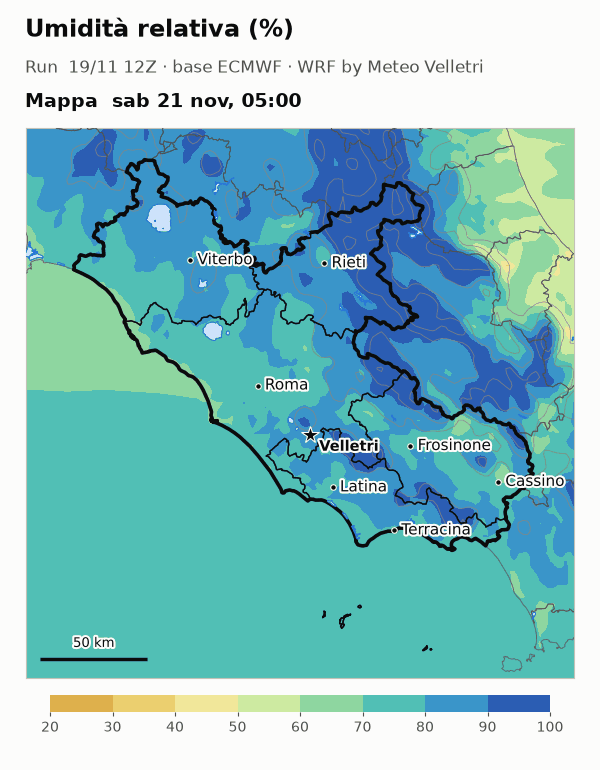 Umidità relativa (%)
Run  19/11 12Z · base ECMWF · WRF by Meteo Velletri
Mappa  sab 21 nov, 05:00
Viterbo
Rieti
Roma
Velletri
Frosinone
Latina
Cassino
Terracina
50 km
20 30 40 50 60 70 80 90 100